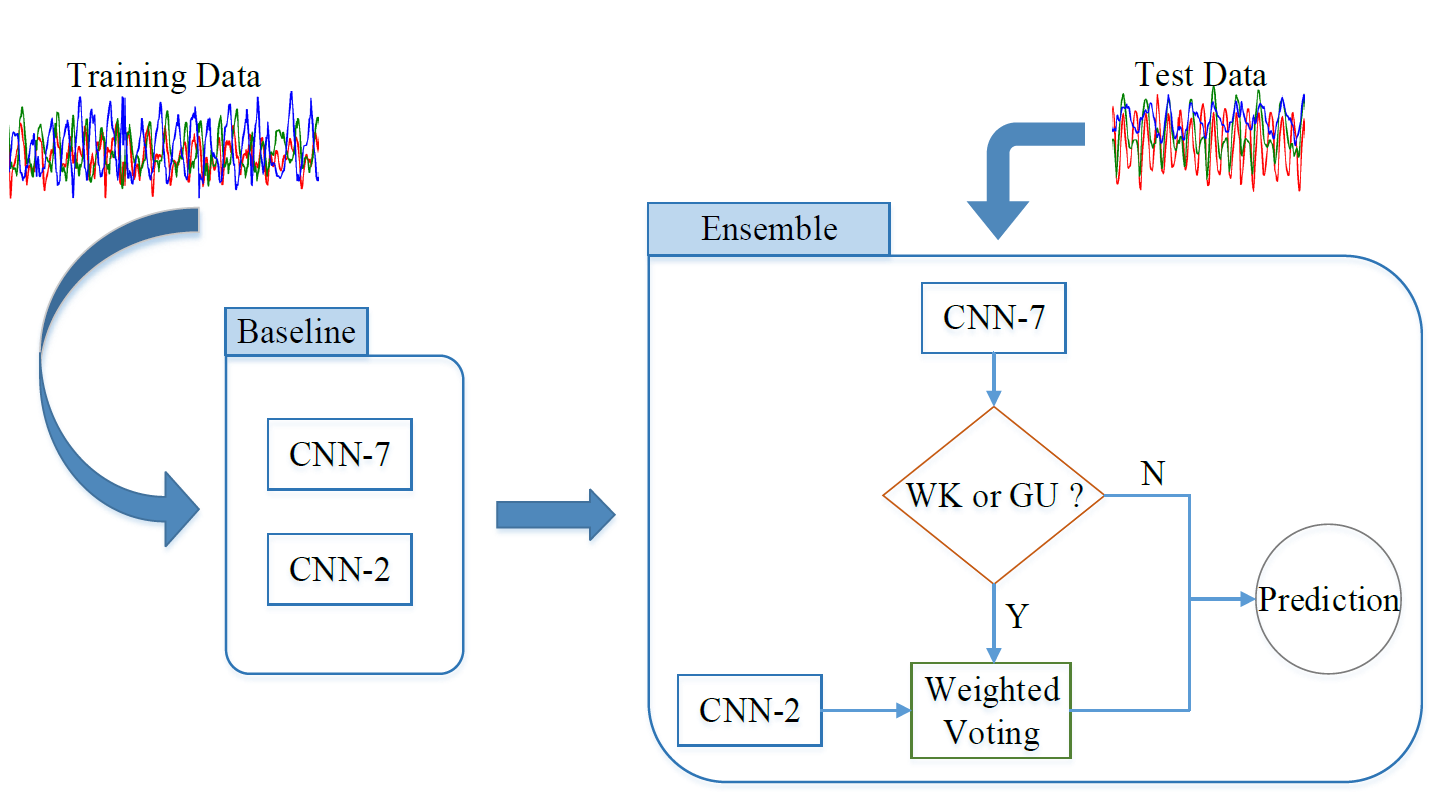 Training Data
Test Data
Ensemble
Baseline
CNN-7
CNN-7
CNN-2
WK or GU ?
N
Y
Prediction
CNN-2
Weighted
Voting